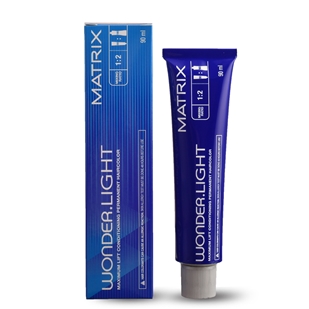 MATRIX
1:2
90 ml
WONDER.LIGHT
MAXIMUM LIFT CONDITIONING PERMANENT HAIRCOLOR
MATRIX
1:2
90 ml
WONDER.LIGHT
MAXIMUM LIFT CONDITIONING PERMANENT HAIRCOLOR